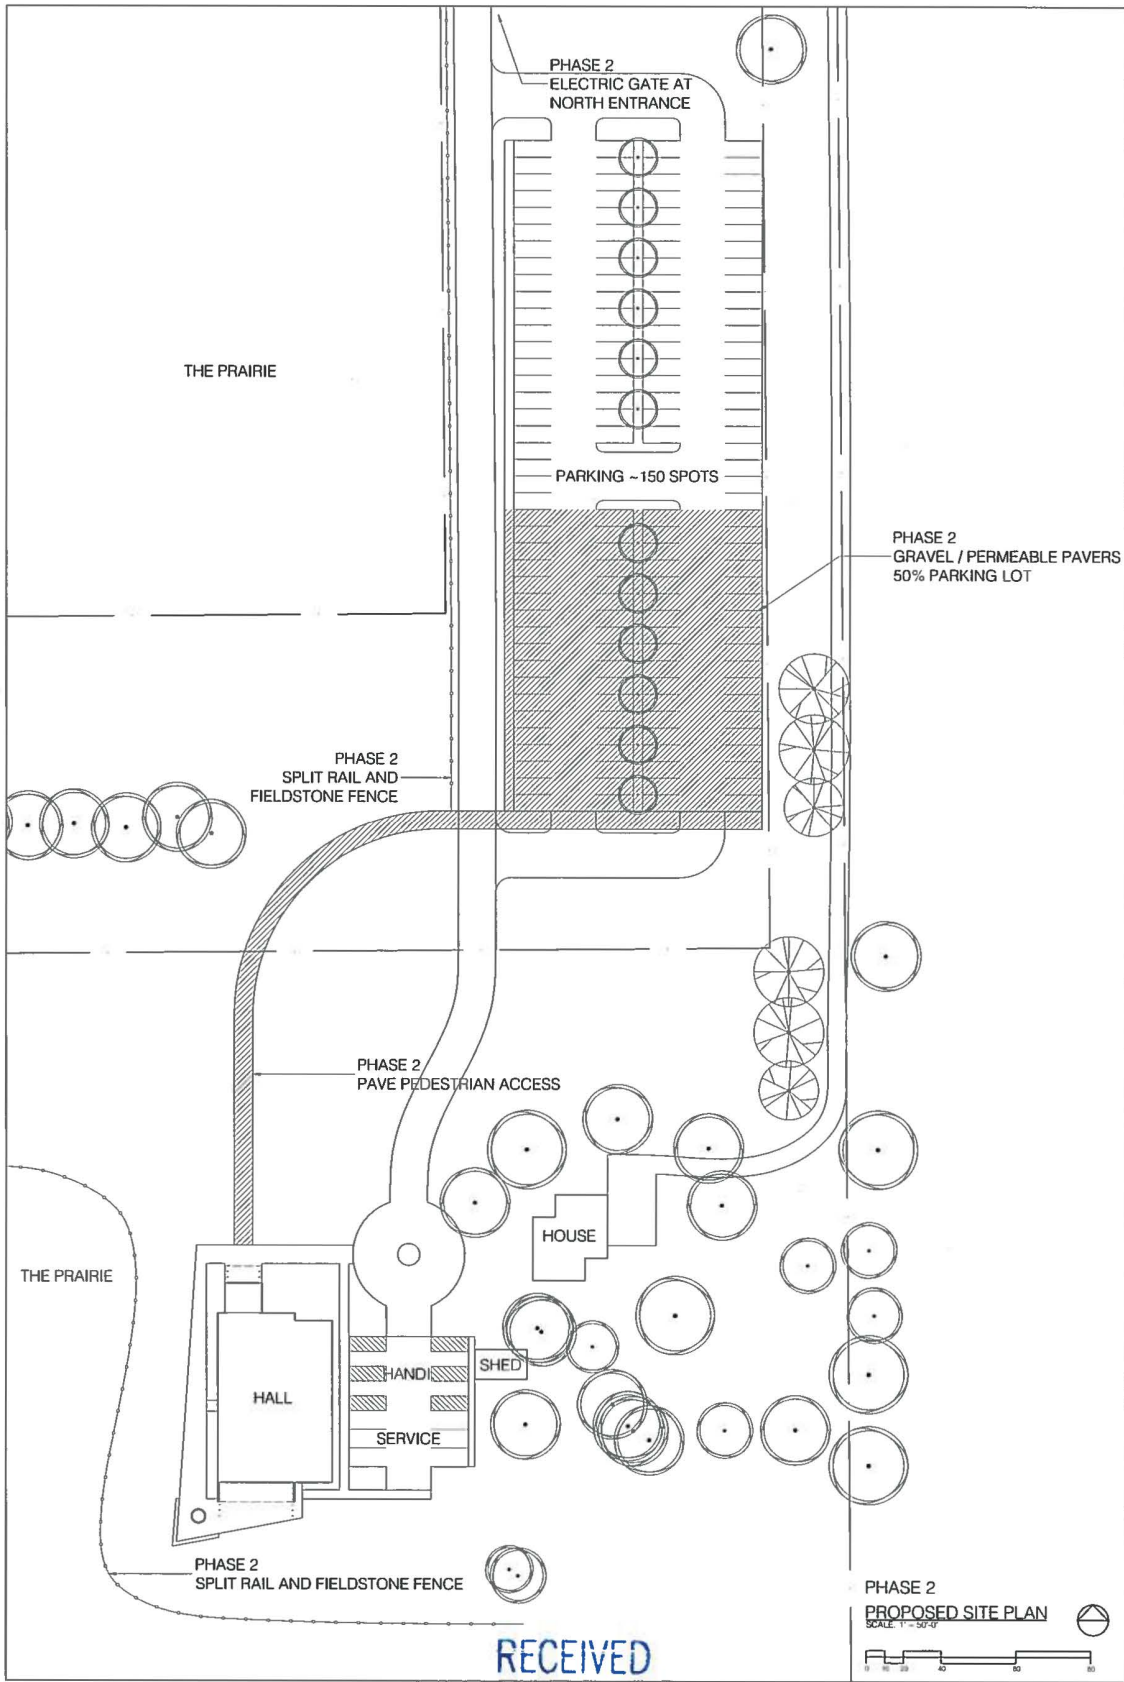 PHASE 2
ELECTRIC GATE AT
NORTH ENTRANCE
THE PRAIRIE
PARKING ~150 SPOTS
PHASE 2
GRAVEL / PERMEABLE PAVERS
50% PARKING LOT
PHASE 2
SPLIT RAIL AND
FIELDSTONE FENCE
PHASE 2
PAVE PEDESTRIAN ACCESS
HOUSE
THE PRAIRIE
SHED
HANDI
HALL
SERVICE
PHASE 2
SPLIT RAIL AND FIELDSTONE FENCE
PHASE 2
PROPOSED SITE PLAN
SCALE: 1" = 50'-0"
RECEIVED
0 20 40